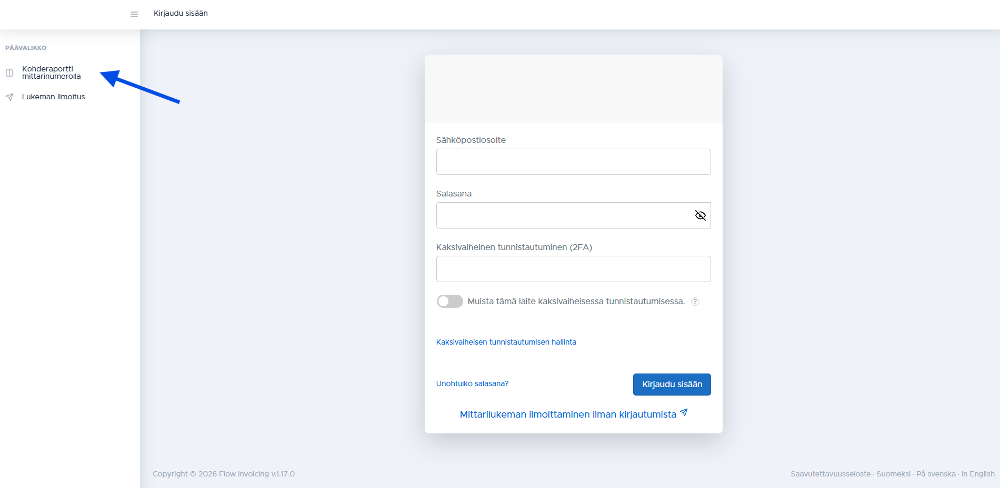 Kirjaudu sisään
PÄÄVALIKKO
Kohderaportti
mittarinumerolla
Lukeman ilmoitus
Sähköpostiosoite
Salasana
Kaksivaiheinen tunnistautuminen (2FA)
Muista tämä laite kaksivaiheisessa tunnistautumisessa. ?
Kaksivaiheisen tunnistautumisen hallinta
Unohtuiko salasana?
Kirjaudu sisään
Mittarilukeman ilmoittaminen ilman kirjautumista
Copyright © 2026 Flow Invoicing v.1.17.0
Saavutettavuusseloste · Suomeksi · På svenska · In English